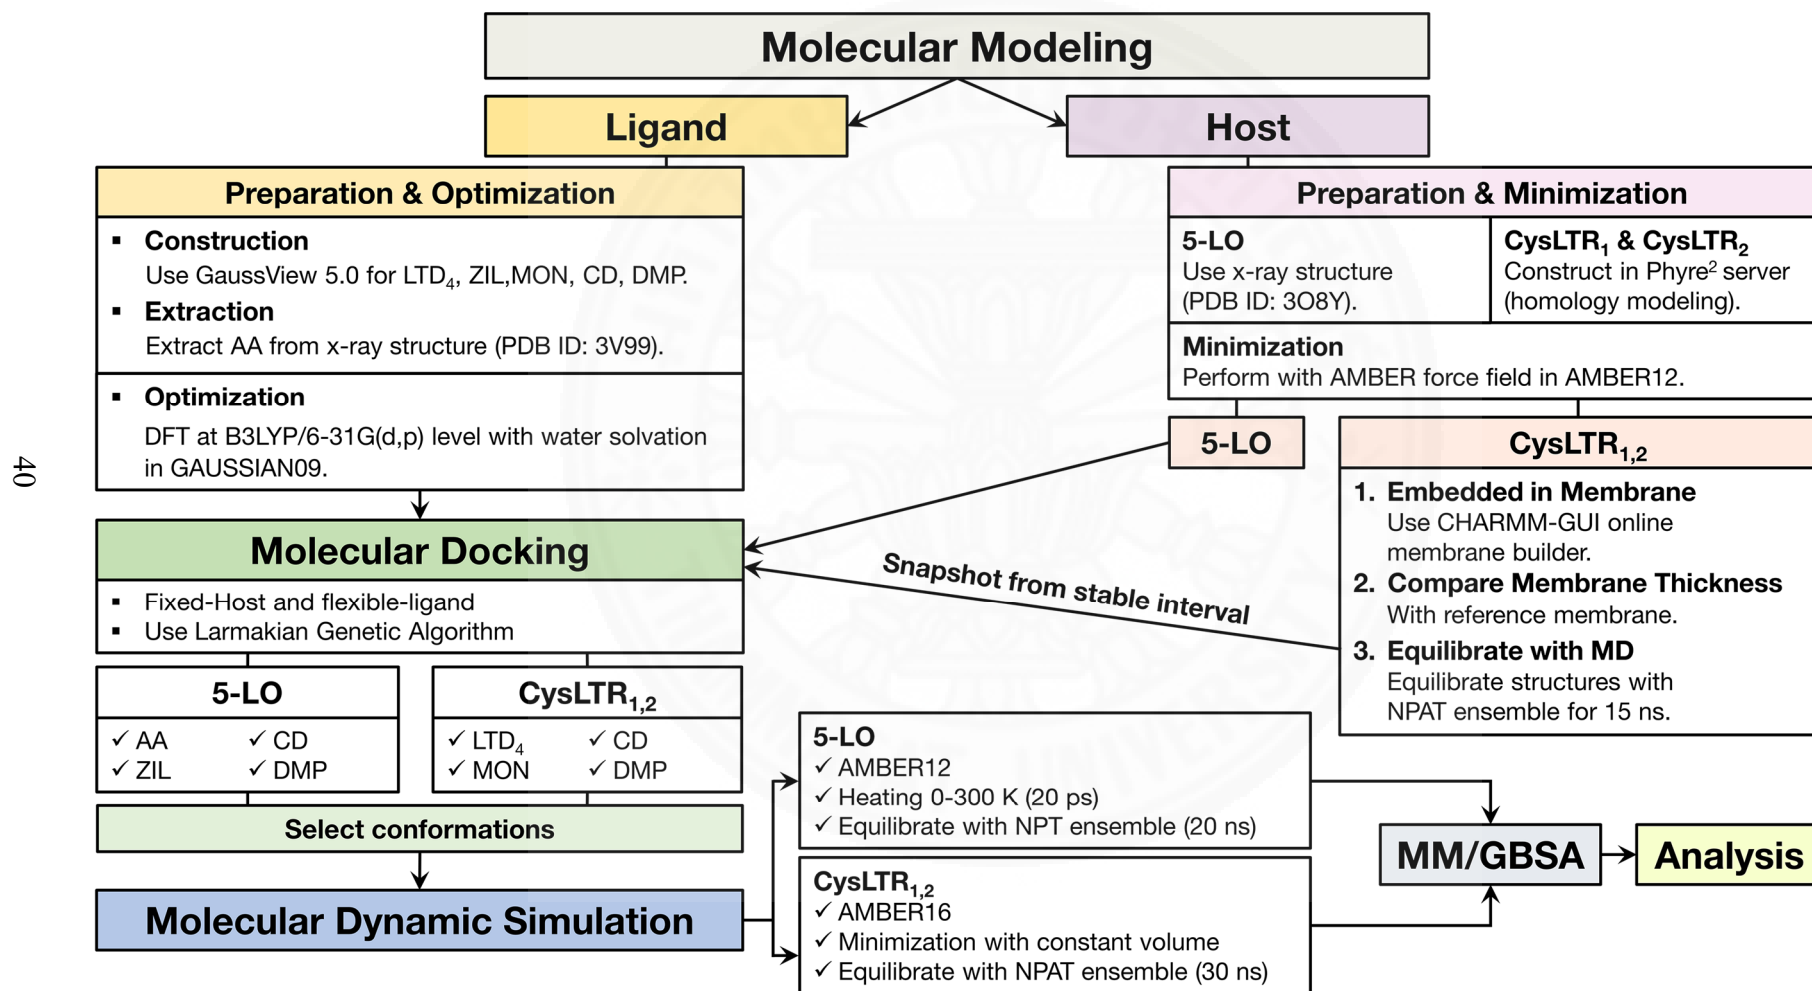 Molecular Modeling
Ligand
Host
Preparation & Optimization
▪ Construction
Use GaussView 5.0 for LTD₄, ZIL,MON, CD, DMP.
▪ Extraction
Extract AA from x-ray structure (PDB ID: 3V99).
▪ Optimization
DFT at B3LYP/6-31G(d,p) level with water solvation
in GAUSSIAN09.
Preparation & Minimization
5-LO
Use x-ray structure
(PDB ID: 3O8Y).
CysLTR₁ & CysLTR₂
Construct in Phyre² server
(homology modeling).
Minimization
Perform with AMBER force field in AMBER12.
5-LO
CysLTR₁,₂
1. Embedded in Membrane
Use CHARMM-GUI online
membrane builder.
2. Compare Membrane Thickness
With reference membrane.
3. Equilibrate with MD
Equilibrate structures with
NPAT ensemble for 15 ns.
Snapshot from stable interval
Molecular Docking
▪ Fixed-Host and flexible-ligand
▪ Use Larmakian Genetic Algorithm
5-LO
✓ AA ✓ CD
✓ ZIL ✓ DMP
CysLTR₁,₂
✓ LTD₄ ✓ CD
✓ MON ✓ DMP
Select conformations
Molecular Dynamic Simulation
5-LO
✓ AMBER12
✓ Heating 0-300 K (20 ps)
✓ Equilibrate with NPT ensemble (20 ns)
CysLTR₁,₂
✓ AMBER16
✓ Minimization with constant volume
✓ Equilibrate with NPAT ensemble (30 ns)
MM/GBSA
Analysis
40